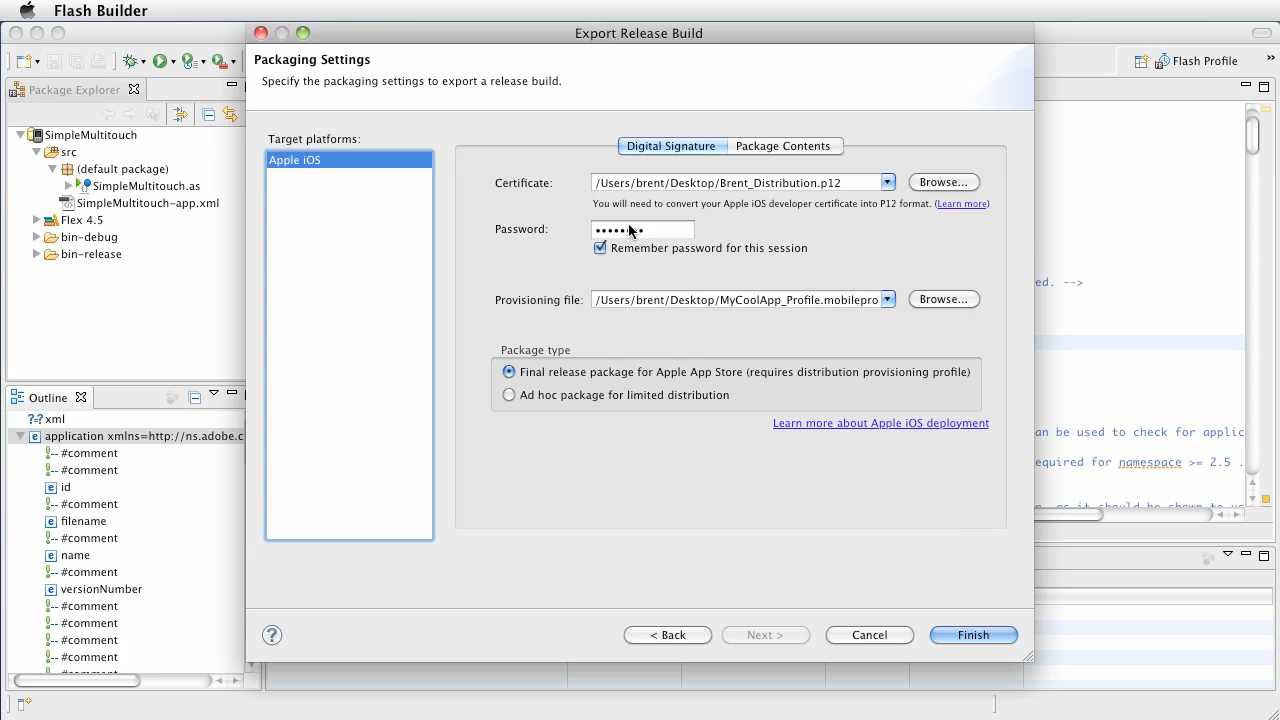 Flash Builder
Export Release Build
Packaging Settings
Specify the packaging settings to export a release build.
Flash Profile
»
Package Explorer
SimpleMultitouch
src
(default package)
SimpleMultitouch.as
SimpleMultitouch-app.xml
Flex 4.5
bin-debug
bin-release
Target platforms:
Apple iOS
Digital Signature
Package Contents
Certificate:
/Users/brent/Desktop/Brent_Distribution.p12
Browse...
You will need to convert your Apple iOS developer certificate into P12 format. (Learn more)
Password:
Remember password for this session
Provisioning file:
/Users/brent/Desktop/MyCoolApp_Profile.mobilepro
Browse...
Package type
Final release package for Apple App Store (requires distribution provisioning profile)
Ad hoc package for limited distribution
Learn more about Apple iOS deployment
ed. -->
an be used to check for applic
equired for namespace >= 2.5 .
Outline
?=? xml
application xmlns=http://ns.adobe.c
#comment
#comment
id
#comment
filename
#comment
name
#comment
versionNumber
#comment
#comment
#comment
#comment
?
< Back
Next >
Cancel
Finish